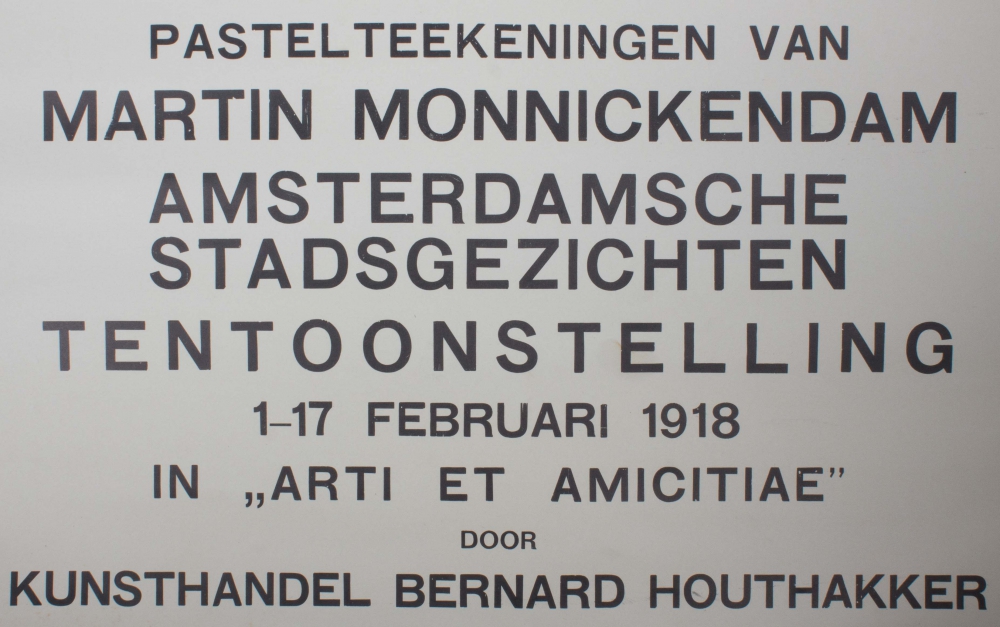 PASTELTEEKENINGEN VAN
MARTIN MONNICKENDAM
AMSTERDAMSCHE
STADSGEZICHTEN
TENTOONSTELLING
1–17 FEBRUARI 1918
IN „ARTI ET AMICITIAE”
DOOR
KUNSTHANDEL BERNARD HOUTHAKKER